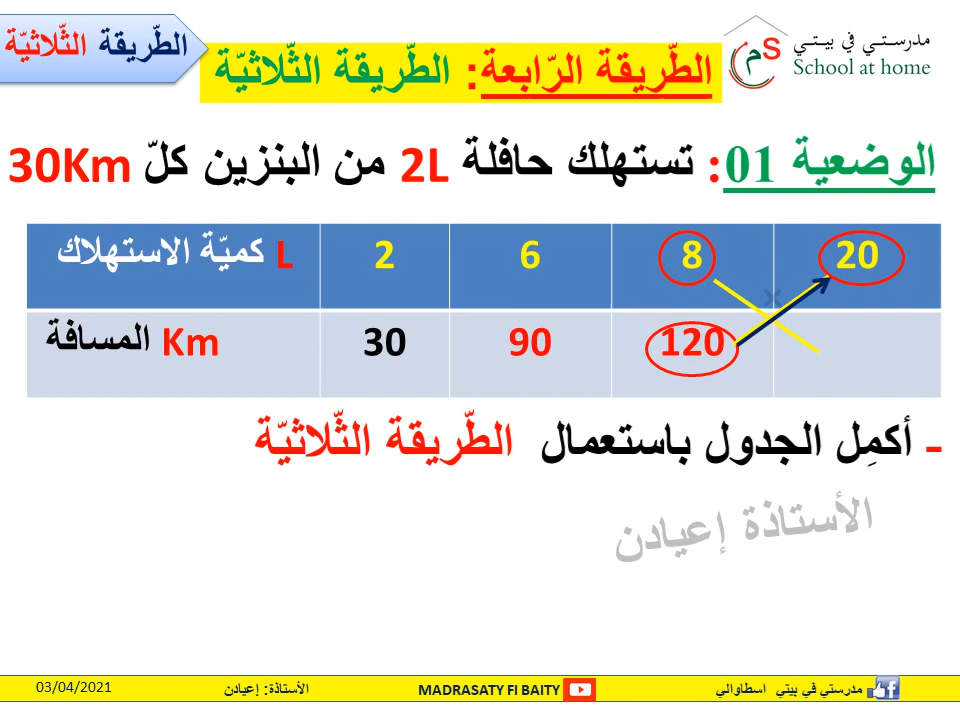 الطّريقة الثّلاثيّة
مدرستي في بيتي
School at home
الطّريقة الرّابعة: الطّريقة الثّلاثيّة
الوضعية 01: تستهلك حافلة 2L من البنزين كلّ 30Km
كميّة الاستهلاك L 2 6 8 20
x
المسافة Km 30 90 120
- أكمِل الجدول باستعمال الطّريقة الثّلاثيّة
الأستاذة إعيادن
03/04/2021 الأستاذة: إعيادن MADRASATY FI BAITY مدرستي في بيتي اسطاوالي